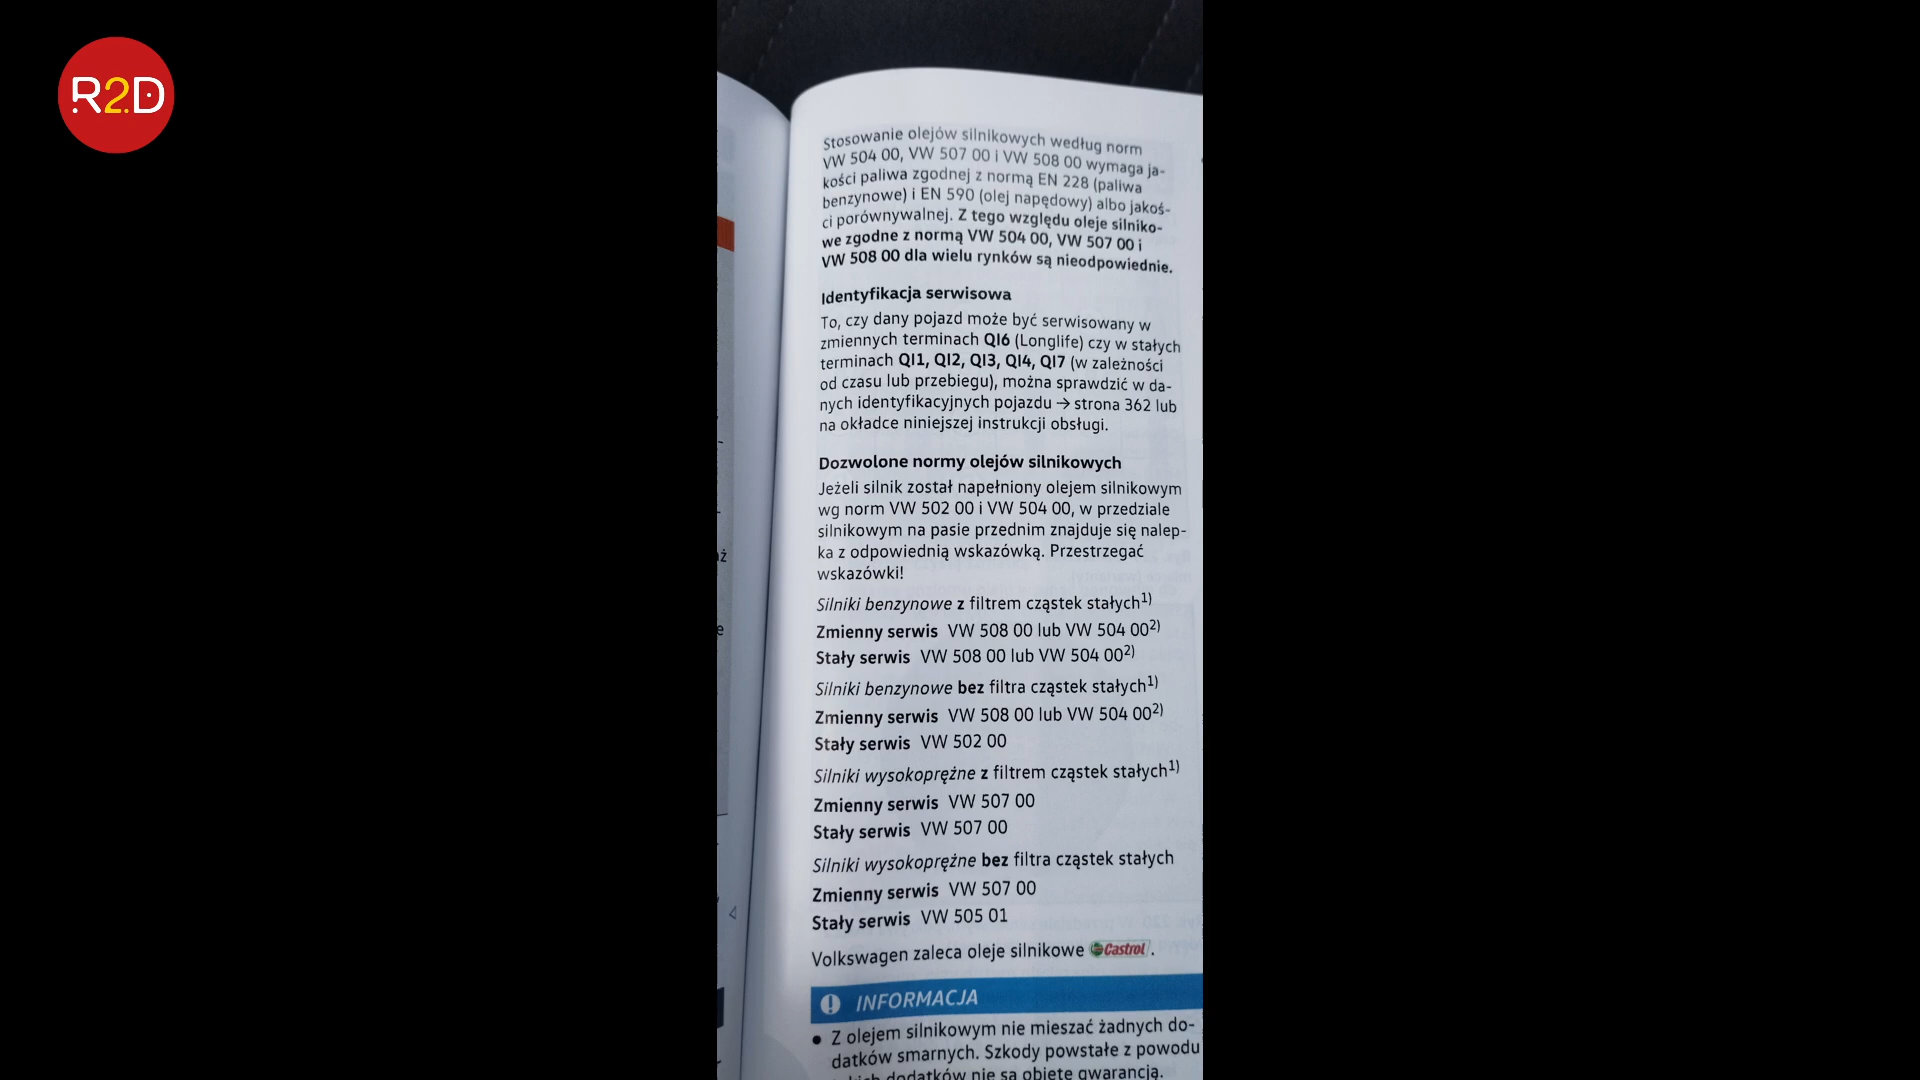 R2D
Stosowanie olejów silnikowych według norm
VW 504 00, VW 507 00 i VW 508 00 wymaga ja-
kości paliwa zgodnej z normą EN 228 (paliwa
benzynowe) i EN 590 (olej napędowy) albo jakoś-
ci porównywalnej. Z tego względu oleje silniko-
we zgodne z normą VW 504 00, VW 507 00 i
VW 508 00 dla wielu rynków są nieodpowiednie.
Identyfikacja serwisowa
To, czy dany pojazd może być serwisowany w
zmiennych terminach QI6 (Longlife) czy w stałych
terminach QI1, QI2, QI3, QI4, QI7 (w zależności
od czasu lub przebiegu), można sprawdzić w da-
nych identyfikacyjnych pojazdu → strona 362 lub
na okładce niniejszej instrukcji obsługi.
Dozwolone normy olejów silnikowych
Jeżeli silnik został napełniony olejem silnikowym
wg norm VW 502 00 i VW 504 00, w przedziale
silnikowym na pasie przednim znajduje się nalep-
ka z odpowiednią wskazówką. Przestrzegać
wskazówki!
Silniki benzynowe z filtrem cząstek stałych1)
Zmienny serwis VW 508 00 lub VW 504 002)
Stały serwis VW 508 00 lub VW 504 002)
Silniki benzynowe bez filtra cząstek stałych1)
Zmienny serwis VW 508 00 lub VW 504 002)
Stały serwis VW 502 00
Silniki wysokoprężne z filtrem cząstek stałych1)
Zmienny serwis VW 507 00
Stały serwis VW 507 00
Silniki wysokoprężne bez filtra cząstek stałych
Zmienny serwis VW 507 00
Stały serwis VW 505 01
Volkswagen zaleca oleje silnikowe Castrol.
INFORMACJA
• Z olejem silnikowym nie mieszać żadnych do-
datków smarnych. Szkody powstałe z powodu
dodatków nie są objęte gwarancją.